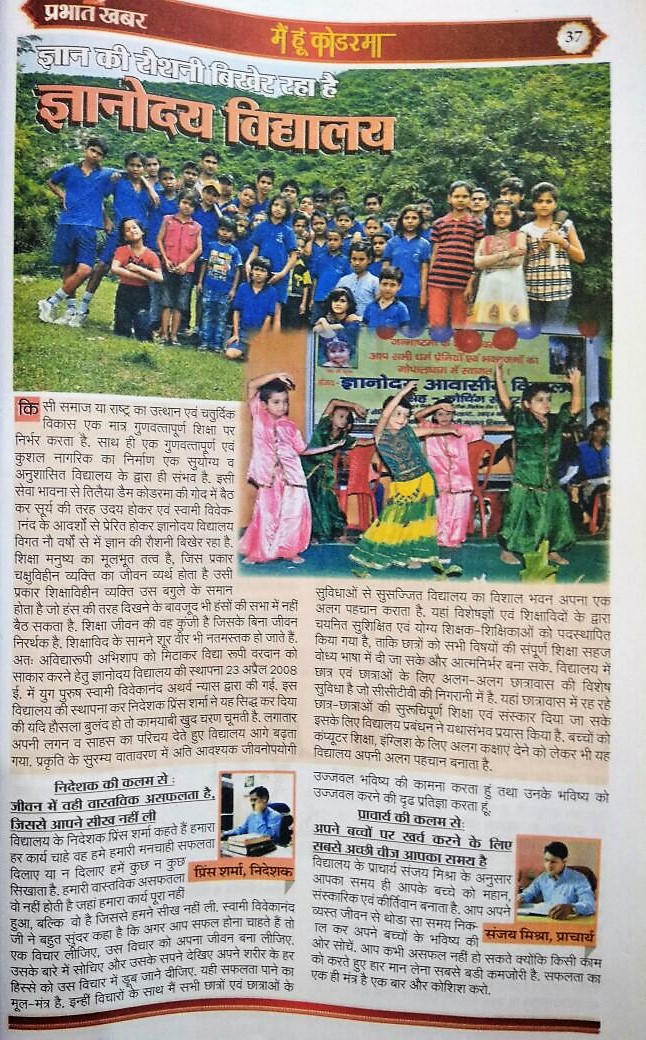 प्रभात खबर
मैं हूं कोडरमा
37
ज्ञान की रौशनी बिखेर रहा है
ज्ञानोदय विद्यालय
आप सभी धर्म प्रेमियों एवं भक्तजनों का
गोपालधाम में स्वागत
ज्ञानोदय आवासीय
किसी समाज या राष्ट्र का उत्थान एवं चतुर्दिक
विकास एक मात्र गुणवत्तापूर्ण शिक्षा पर
निर्भर करता है. साथ ही एक गुणवत्तापूर्ण एवं
कुशल नागरिक का निर्माण एक सुयोग्य व
अनुशासित विद्यालय के द्वारा ही संभव है. इसी
सेवा भावना से तिलैया डैम कोडरमा की गोद में बैठ
कर सूर्य की तरह उदय होकर एवं स्वामी विवेक-
ानंद के आदर्शो से प्रेरित होकर ज्ञानोदय विद्यालय
विगत नौ वर्षो से में ज्ञान की रौशनी बिखेर रहा है.
शिक्षा मनुष्य का मूलभूत तत्व है, जिस प्रकार
चक्षुविहीन व्यक्ति का जीवन व्यर्थ होता है उसी
प्रकार शिक्षाविहीन व्यक्ति उस बगुले के समान
होता है जो हंस की तरह दिखने के बावजूद भी हंसों की सभा में नहीं
बैठ सकता है. शिक्षा जीवन की वह कुंजी है जिसके बिना जीवन
निरर्थक है. शिक्षाविद के सामने शूर वीर भी नतमस्तक हो जाते हैं.
अतः अविद्यारूपी अभिशाप को मिटाकर विद्या रूपी वरदान को
साकार करने हेतु ज्ञानोदय विद्यालय की स्थापना 23 अप्रैल 2008
ई. में युग पुरुष स्वामी विवेकानंद अथर्व न्यास द्वारा की गई. इस
विद्यालय की स्थापना कर निदेशक प्रिंस शर्मा ने यह सिद्ध कर दिया
की यदि हौसला बुलंद हो तो कामयाबी खुद चरण चूनती है. लगातार
अपनी लगन व साहस का परिचय देते हुए विद्यालय आगे बढ़ता
गया. प्रकृति के सुरम्य वातावरण में अति आवश्यक जीवनोपयोगी
सुविधाओं से सुसज्जित विद्यालय का विशाल भवन अपना एक
अलग पहचान कराता है. यहां विशेषज्ञों एवं शिक्षाविदों के द्वारा
चयनित सुशिक्षित एवं योग्य शिक्षक-शिक्षिकाओं को पदस्थापित
किया गया है, ताकि छात्रों को सभी विषयों की संपूर्ण शिक्षा सहज
वोध्य भाषा में दी जा सके और आत्मनिर्भर बना सके. विद्यालय में
छात्र एवं छात्राओं के लिए अलग-अलग छात्रावास की विशेष
सुविधा है जो सीसीटीवी की निगरानी में है. यहां छात्रावास में रह रहे
छात्र-छात्राओं की सुरूचिपूर्ण शिक्षा एवं संस्कार दिया जा सके
इसके लिए विद्यालय प्रबंधन ने यथासंभव प्रयास किया है. बच्चों को
कंप्यूटर शिक्षा, इंग्लिश के लिए अलग कक्षाएं देने को लेकर भी यह
विद्यालय अपनी अलग पहचान बनाता है.
निदेशक की कलम से :
जीवन में वही वास्तविक असफलता है,
जिससे आपने सीख नहीं ली
विद्यालय के निदेशक प्रिंस शर्मा कहते हैं हमारा
हर कार्य चाहे वह हमे हमारी मनचाही सफलता
दिलाए या न दिलाए हमें कुछ न कुछ
सिखाता है. हमारी वास्तविक असफतला
वो नहीं होती है जहां हमारा कार्य पूरा नहीं
हुआ, बल्कि वो है जिससे हमने सीख नहीं ली. स्वामी विवेकानंद
जी ने बहुत सुंदर कहा है कि अगर आप सफल होना चाहते हैं तो
एक विचार लीजिए, उस विचार को अपना जीवन बना लीजिए.
उसके बारे में सोचिए और उसके सपने देखिए अपने शरीर के हर
हिस्से को उस विचार में डूब जाने दीजिए. यही सफलता पाने का
मूल-मंत्र है. इन्हीं विचारों के साथ मैं सभी छात्रों एवं छात्राओं के
प्रिंस शर्मा, निदेशक
उज्जवल भविष्य की कामना करता हूं तथा उनके भविष्य को
उज्जवल करने की दृढ प्रतिज्ञा करता हूं.
प्राचार्य की कलम से:
अपने बच्चों पर खर्च करने के लिए
सबसे अच्छी चीज आपका समय है
विद्यालय के प्राचार्य संजय मिश्रा के अनुसार
आपका समय ही आपके बच्चे को महान,
संस्कारिक एवं कीर्तिवान बनाता है. आप अपने
व्यस्त जीवन से थोडा सा समय निक-
ाल कर अपने बच्चों के भविष्य की
ओर सोचें. आप कभी असफल नहीं हो सकते क्योंकि किसी काम
को करते हुए हार मान लेना सबसे बडी कमजोरी है. सफलता का
एक ही मंत्र है एक बार और कोशिश करो.
संजय मिश्रा, प्राचार्य